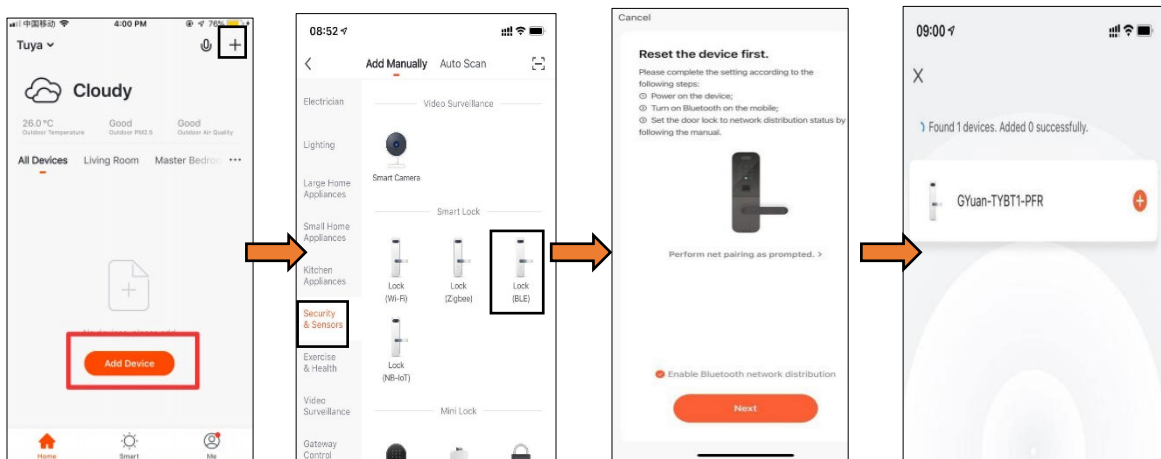 中国移动
4:00 PM
76%
Tuya
Cloudy
26.0 °C
Good
Good
Outdoor Temperature
Outdoor PM2.5
Outdoor Air Quality
All Devices
Living Room
Master Bedroo
Add Device
Home
Smart
Me
08:52
Add Manually
Auto Scan
Electrician
Lighting
Large Home
Appliances
Small Home
Appliances
Kitchen
Appliances
Security
& Sensors
Exercise
& Health
Video
Surveillance
Gateway
Control
Video Surveillance
Smart Camera
Smart Lock
Lock
(Wi-Fi)
Lock
(Zigbee)
Lock
(BLE)
Lock
(NB-IoT)
Mini Lock
Cancel
Reset the device first.
Please complete the setting according to the
following steps:
Power on the device;
Turn on Bluetooth on the mobile;
Set the door lock to network distribution status by
following the manual.
Perform net pairing as prompted. >
Enable Bluetooth network distribution
Next
09:00
Found 1 devices. Added 0 successfully.
GYuan-TYBT1-PFR